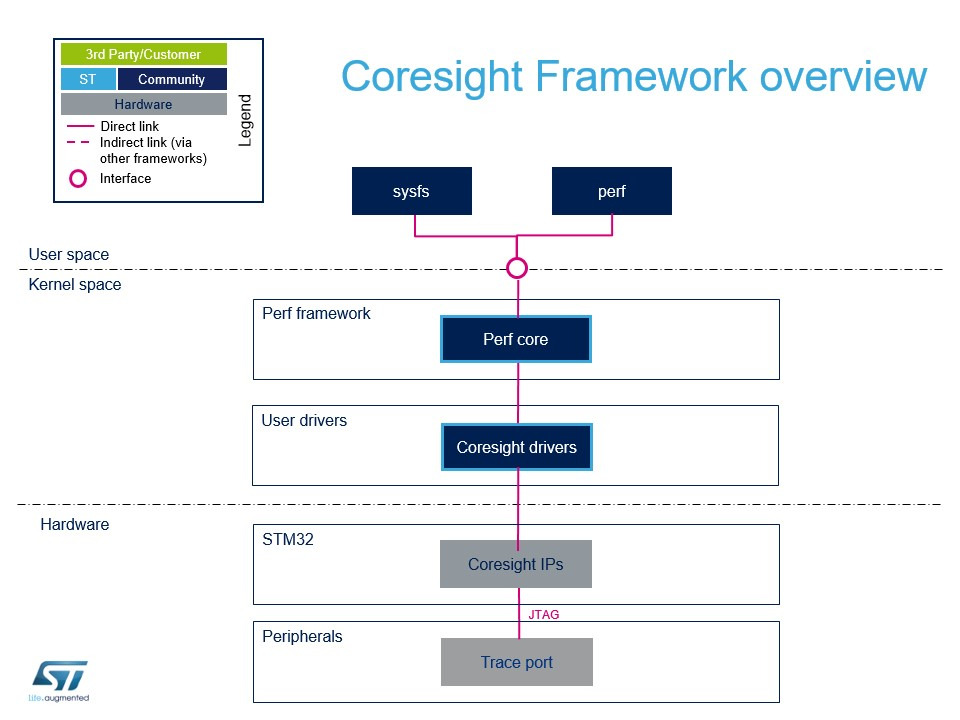 3rd Party/Customer
ST
Community
Hardware
Direct link
Indirect link (via
other frameworks)
Interface
Legend
Coresight Framework overview
sysfs
perf
User space
Kernel space
Perf framework
Perf core
User drivers
Coresight drivers
Hardware
STM32
Coresight IPs
JTAG
Peripherals
Trace port
ST
life.augmented